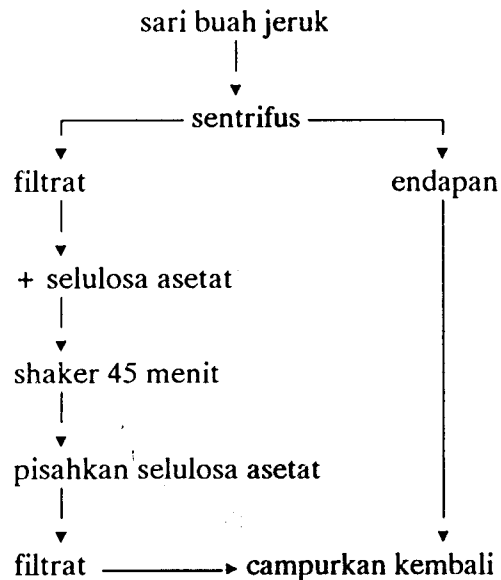 sari buah jeruk
sentrifus
filtrat endapan
+ selulosa asetat
shaker 45 menit
pisahkan selulosa asetat
filtrat campurkan kembali